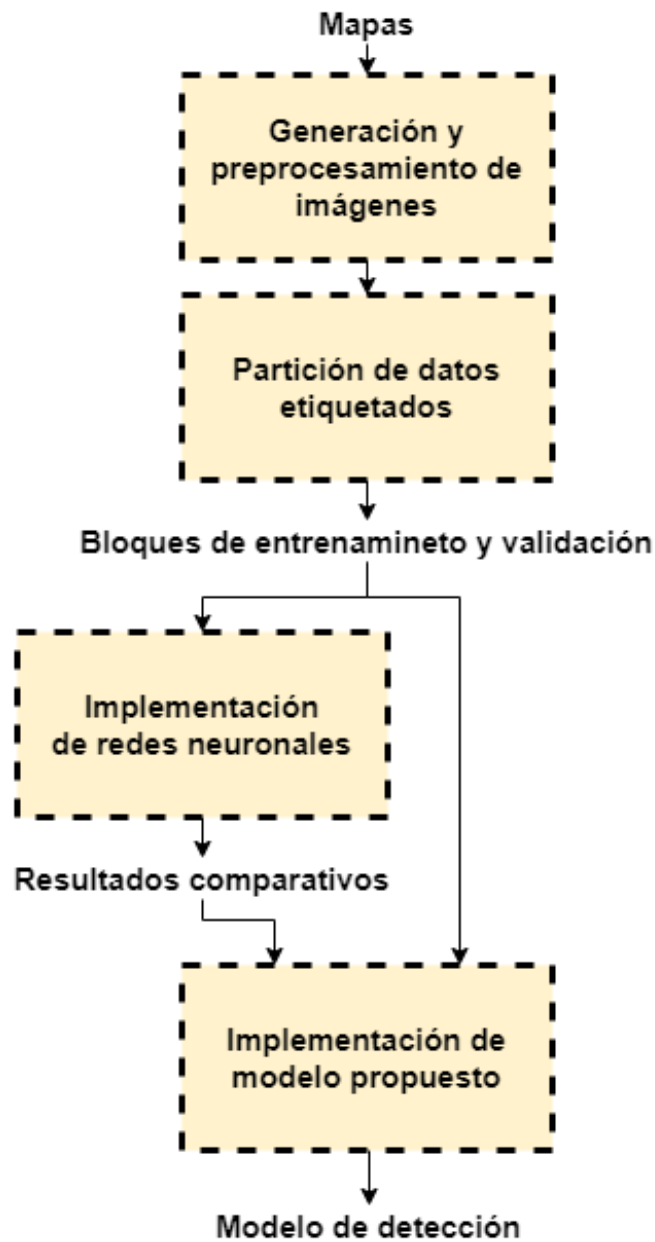 Mapas
Generación y
preprocesamiento de
imágenes
Partición de datos
etiquetados
Bloques de entrenamineto y validación
Implementación
de redes neuronales
Resultados comparativos
Implementación de
modelo propuesto
Modelo de detección